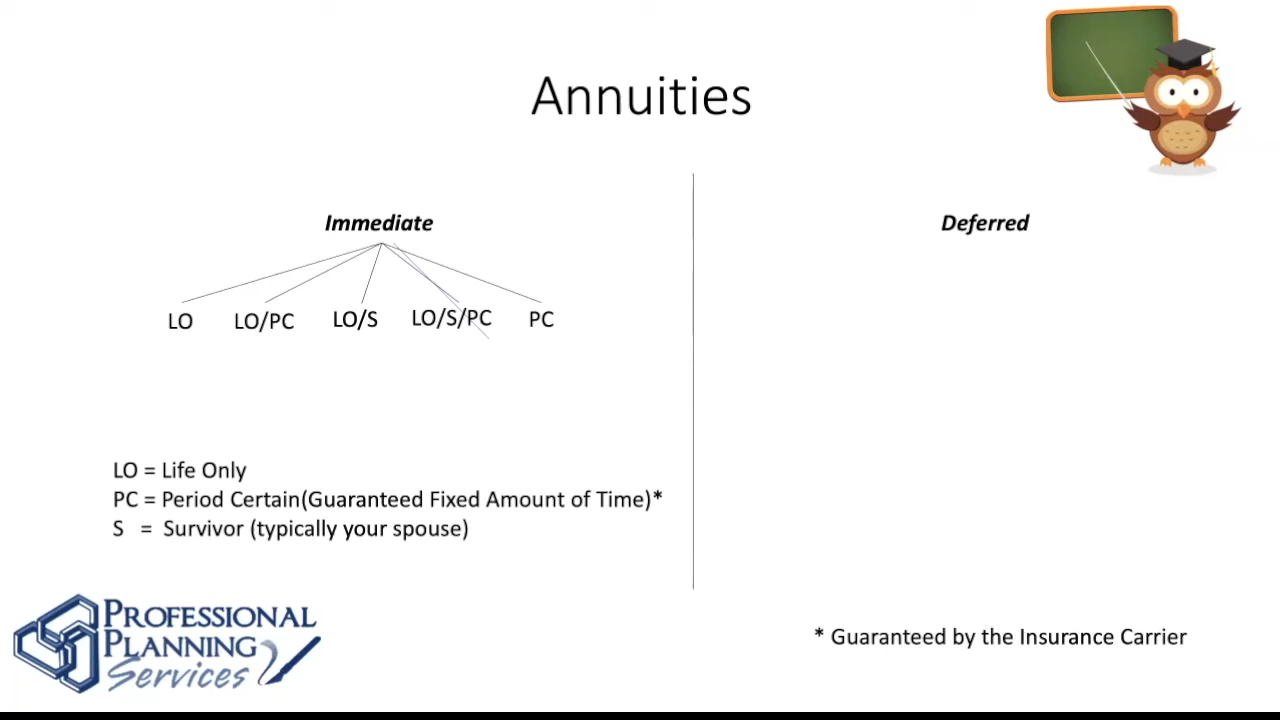 Annuities
Immediate
LO LO/PC LO/S LO/S/PC PC
LO = Life Only
PC = Period Certain(Guaranteed Fixed Amount of Time)*
S = Survivor (typically your spouse)
Deferred
* Guaranteed by the Insurance Carrier
PROFESSIONAL
PLANNING
Services